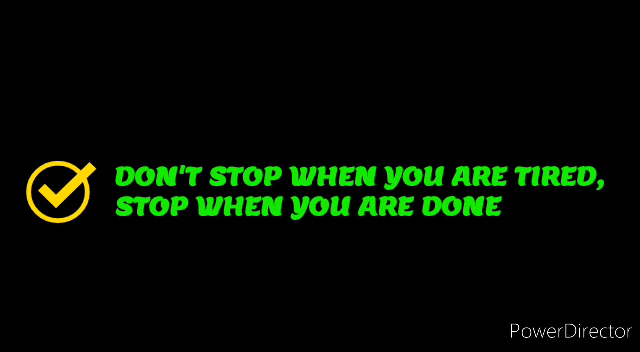 DON'T STOP WHEN YOU ARE TIRED,
STOP WHEN YOU ARE DONE
PowerDirector